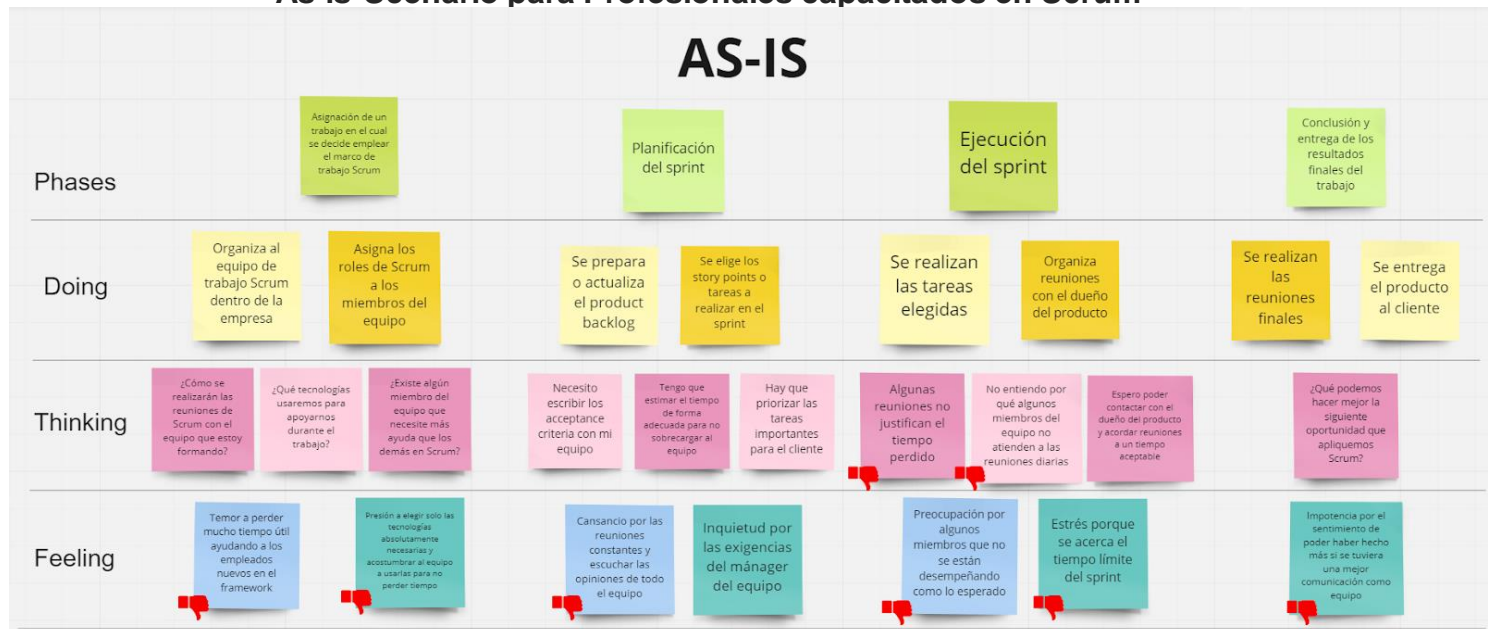 As-Is Scenario para Profesionales capacitados en Scrum
AS-IS
Phases
Asignación de un
trabajo en el cual
se decide emplear
el marco de
trabajo Scrum
Planificación
del sprint
Ejecución
del sprint
Conclusión y
entrega de los
resultados
finales del
trabajo
Doing
Organiza al
equipo de
trabajo Scrum
dentro de la
empresa
Asigna los
roles de Scrum
a los
miembros del
equipo
Se prepara
o actualiza
el product
backlog
Se elige los
story points o
tareas a
realizar en el
sprint
Se realizan
las tareas
elegidas
Organiza
reuniones
con el dueño
del producto
Se realizan
las
reuniones
finales
Se entrega
el producto
al cliente
Thinking
¿Cómo se
realizarán las
reuniones de
Scrum con el
equipo que estoy
formando?
¿Qué tecnologías
usaremos para
apoyarnos
durante el
trabajo?
¿Existe algún
miembro del
equipo que
necesite más
ayuda que los
demás en Scrum?
Necesito
escribir los
acceptance
criteria con mi
equipo
Tengo que
estimar el tiempo
de forma
adecuada para no
sobrecargar al
equipo
Hay que
priorizar las
tareas
importantes
para el cliente
Algunas
reuniones no
justifican el
tiempo
perdido
No entiendo por
qué algunos
miembros del
equipo no
atienden a las
reuniones diarias
Espero poder
contactar con el
dueño del producto
y acordar reuniones
a un tiempo
aceptable
¿Qué podemos
hacer mejor la
siguiente
oportunidad que
apliquemos
Scrum?
Feeling
Temor a perder
mucho tiempo útil
ayudando a los
empleados
nuevos en el
framework
Presión a elegir solo las
tecnologías
absolutamente
necesarias y
acostumbrar al equipo
a usarlas para no
perder tiempo
Cansancio por las
reuniones
constantes y
escuchar las
opiniones de todo
el equipo
Inquietud por
las exigencias
del mánager
del equipo
Preocupación por
algunos
miembros que no
se están
desempeñando
como lo esperado
Estrés porque
se acerca el
tiempo límite
del sprint
Impotencia por el
sentimiento de
poder haber hecho
más si se tuviera
una mejor
comunicación como
equipo